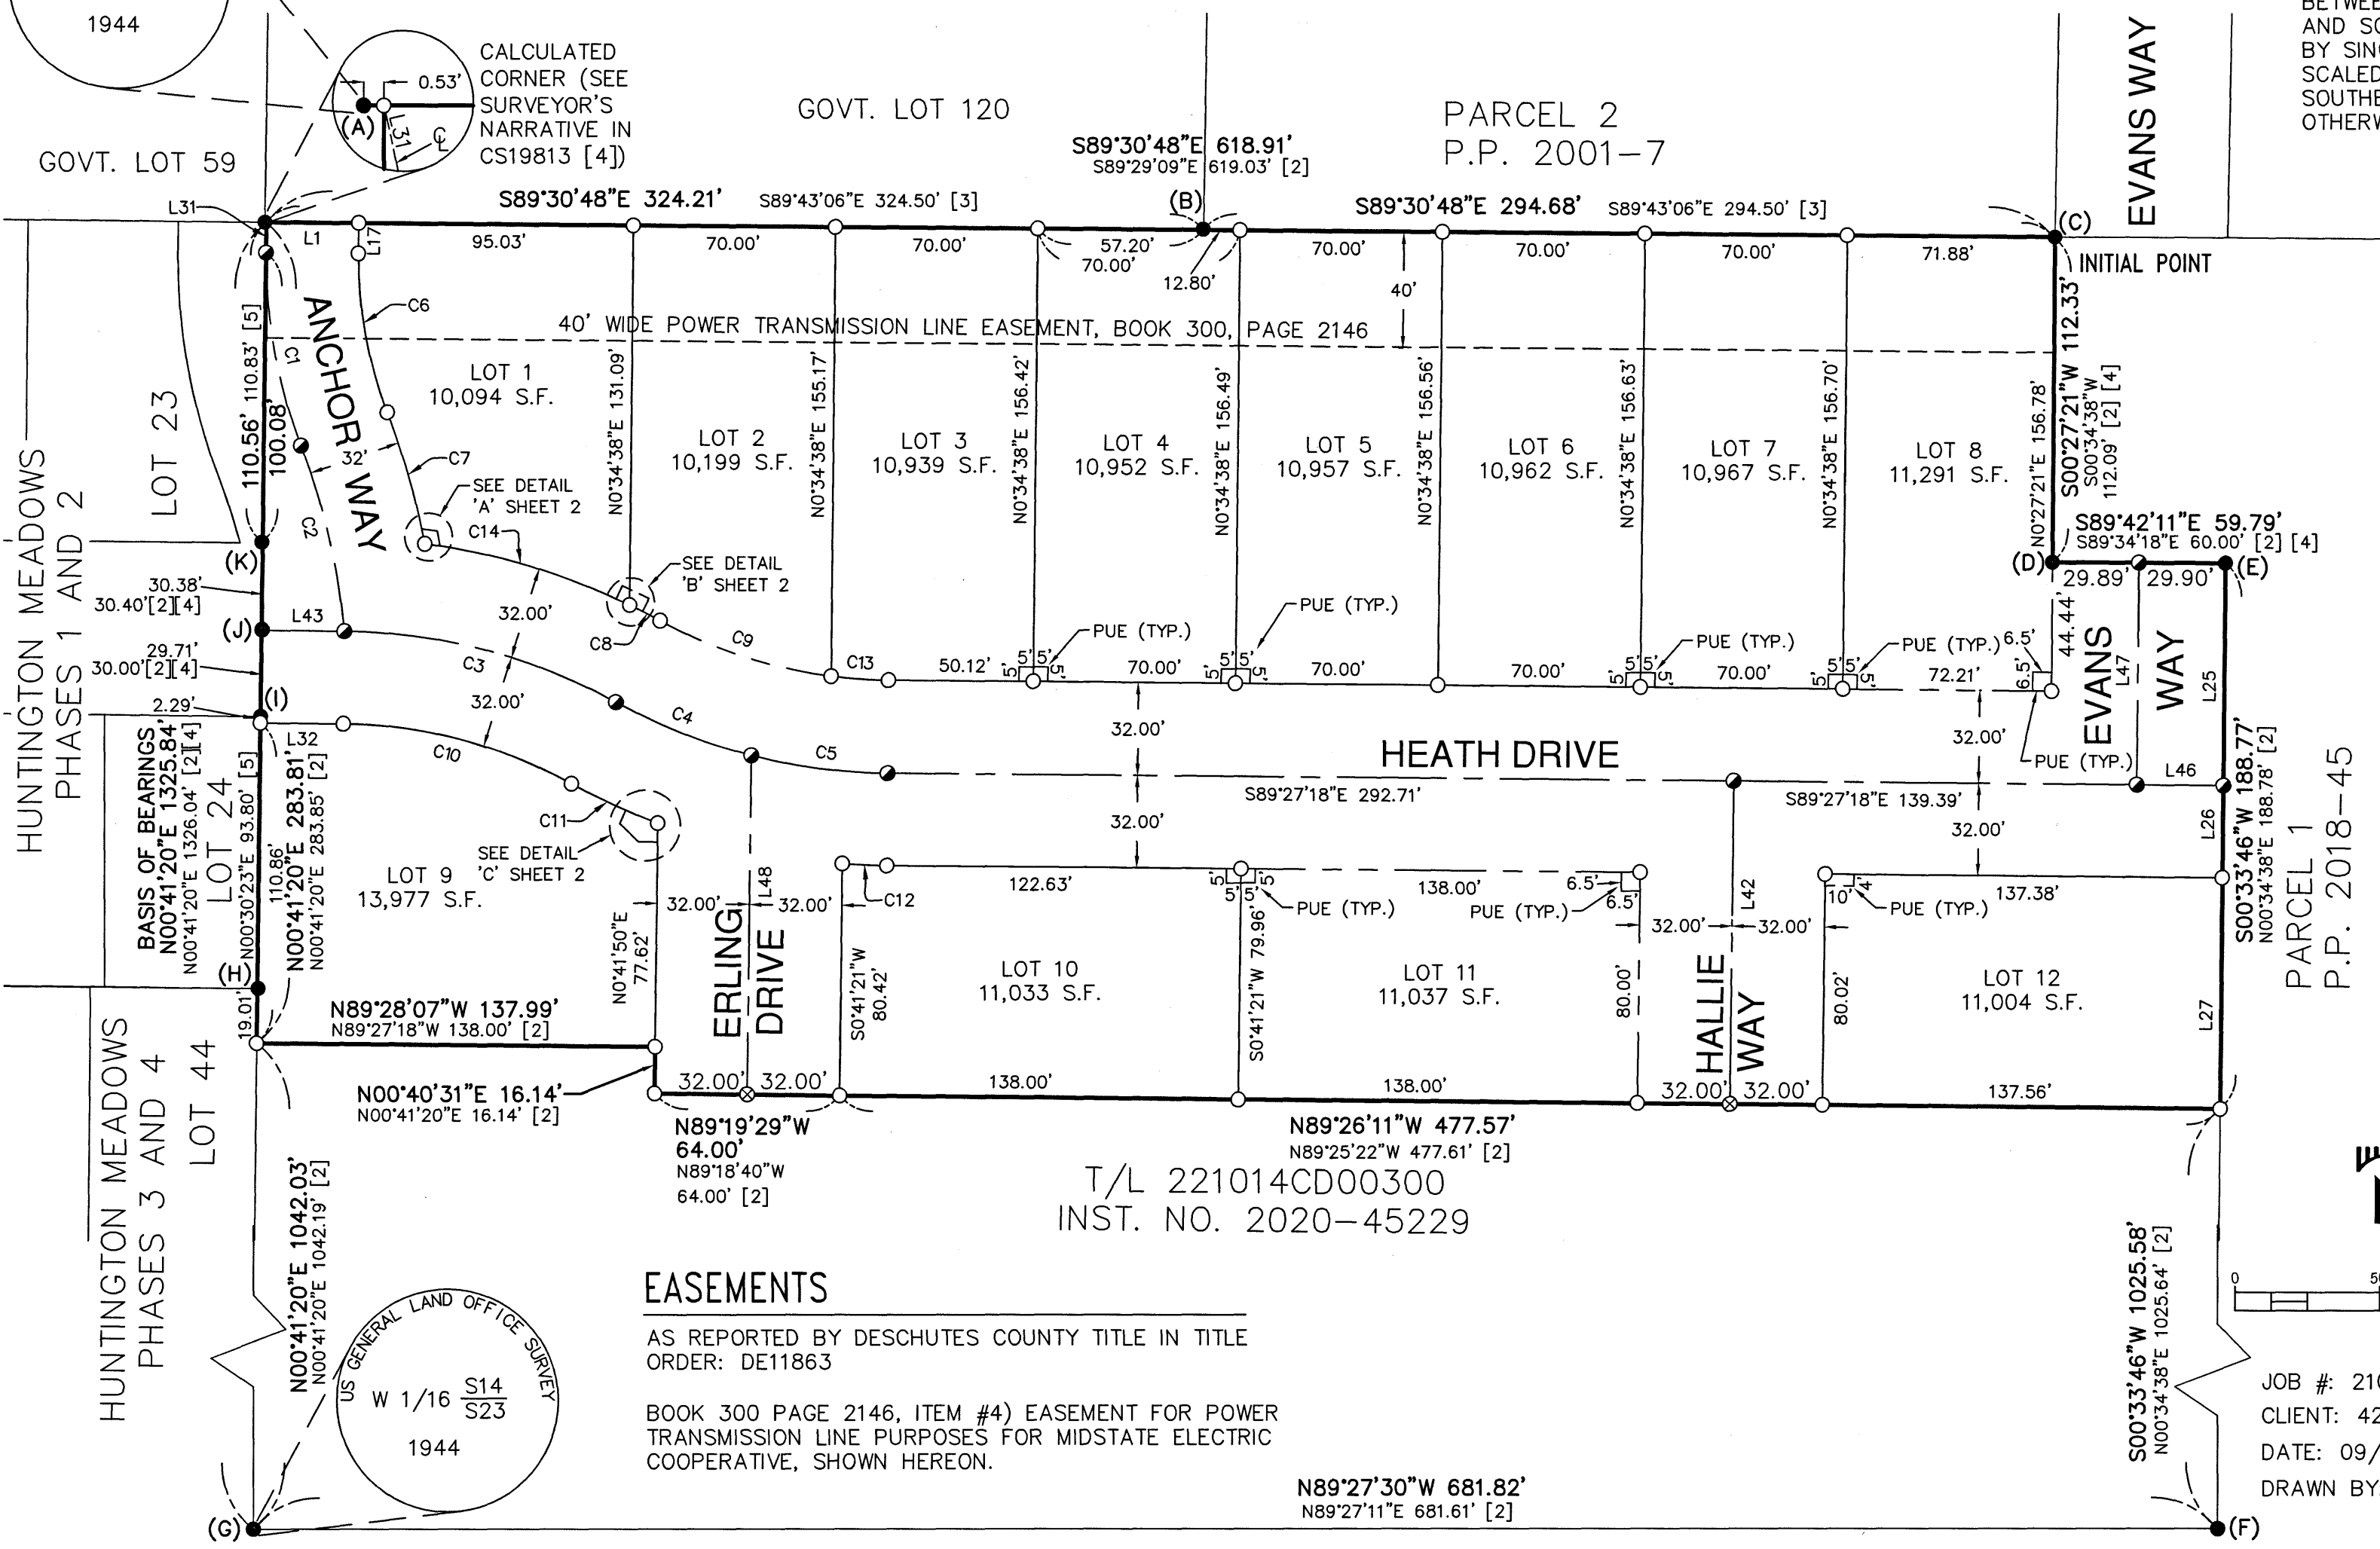 1944
CALCULATED
CORNER (SEE
SURVEYOR'S
NARRATIVE IN
CS19813 [4])
0.53'
(A)
L31
℄
GOVT. LOT 59
GOVT. LOT 120
PARCEL 2
P.P. 2001-7
EVANS WAY
AND
BY
SCALED
S89°30'48"E 618.91'
S89°29'09"E 619.03' [2]
L31
S89°30'48"E 324.21'
S89°43'06"E 324.50' [3]
(B)
S89°30'48"E 294.68'
S89°43'06"E 294.50' [3]
(C)
INITIAL POINT
L1
L17
95.03'
70.00'
70.00'
57.20'
70.00'
12.80'
70.00'
70.00'
70.00'
71.88'
40'
40' WIDE POWER TRANSMISSION LINE EASEMENT, BOOK 300, PAGE 2146
ANCHOR WAY
C1
C6
C7
C2
32'
LOT 1
10,094 S.F.
N0°34'38"E 131.09'
LOT 2
10,199 S.F.
N0°34'38"E 155.17'
LOT 3
10,939 S.F.
N0°34'38"E 156.42'
LOT 4
10,952 S.F.
N0°34'38"E 156.49'
LOT 5
10,957 S.F.
N0°34'38"E 156.56'
LOT 6
10,962 S.F.
N0°34'38"E 156.63'
LOT 7
10,967 S.F.
N0°34'38"E 156.70'
LOT 8
11,291 S.F.
N0°27'21"E 156.78'
S00°27'21"W 112.33'
S00°34'38"W
112.09' [2] [4]
S89°42'11"E 59.79'
S89°34'18"E 60.00' [2] [4]
(D)
(E)
29.89'
29.90'
44.44'
HUNTINGTON MEADOWS
PHASES 1 AND 2
LOT 23
110.56'
110.83' [5]
100.08'
(K)
30.38'
30.40'[2][4]
(J)
29.71'
30.00'[2][4]
2.29'
(I)
L43
L32
SEE DETAIL
'A' SHEET 2
C14
SEE DETAIL
'B' SHEET 2
32.00'
C8
C9
C13
C3
32.00'
C4
C5
C10
C11
SEE DETAIL
'C' SHEET 2
50.12'
5'
5'
5'
5'
PUE (TYP.)
70.00'
5'
5'
5'
5'
PUE (TYP.)
70.00'
70.00'
5'
5'
5'
5'
PUE (TYP.)
70.00'
5'
5'
5'
5'
PUE (TYP.)
72.21'
6.5'
6.5'
PUE (TYP.)
EVANS
WAY
L47
L25
L46
L26
L27
32.00'
32.00'
HEATH DRIVE
S89°27'18"E 292.71'
S89°27'18"E 139.39'
32.00'
32.00'
BASIS OF BEARINGS
N00°41'20"E 1325.84'
N00°41'20"E 1326.04' [2][4]
LOT 24
N00°30'23"E 93.80' [5]
110.86'
N00°41'20"E 283.81'
N00°41'20"E 283.85' [2]
(H)
19.01'
LOT 9
13,977 S.F.
N0°41'50"E
77.62'
32.00'
32.00'
ERLING
DRIVE
L48
C12
S0°41'21"W
80.42'
122.63'
LOT 10
11,033 S.F.
S0°41'21"W 79.96'
5'
5'
5'
5'
PUE (TYP.)
138.00'
LOT 11
11,037 S.F.
6.5'
6.5'
PUE (TYP.)
80.00'
32.00'
32.00'
HALLIE
WAY
L42
80.02'
10'
4'
PUE (TYP.)
137.38'
LOT 12
11,004 S.F.
S00°33'46"W 188.77'
N00°34'38"E 188.78' [2]
PARCEL 1
P.P. 2018-45
N89°28'07"W 137.99'
N89°27'18"W 138.00' [2]
N00°40'31"E 16.14'
N00°41'20"E 16.14' [2]
32.00'
32.00'
138.00'
138.00'
32.00'
32.00'
137.56'
N89°19'29"W
64.00'
N89°18'40"W
64.00' [2]
N89°26'11"W 477.57'
N89°25'22"W 477.61' [2]
T/L 221014CD00300
INST. NO. 2020-45229
HUNTINGTON MEADOWS
PHASES 3 AND 4
LOT 44
N00°41'20"E 1042.03'
N00°41'20"E 1042.19' [2]
US GENERAL LAND OFFICE SURVEY
W 1/16 S14
S23
1944
EASEMENTS
AS REPORTED BY DESCHUTES COUNTY TITLE IN TITLE
ORDER: DE11863
BOOK 300 PAGE 2146, ITEM #4) EASEMENT FOR POWER
TRANSMISSION LINE PURPOSES FOR MIDSTATE ELECTRIC
COOPERATIVE, SHOWN HEREON.
S00°33'46"W 1025.58'
N00°34'38"E 1025.64' [2]
0
JOB #:
CLIENT:
DATE: 09/
DRAWN BY
N89°27'30"W 681.82'
N89°27'11"E 681.61' [2]
(G)
(F)